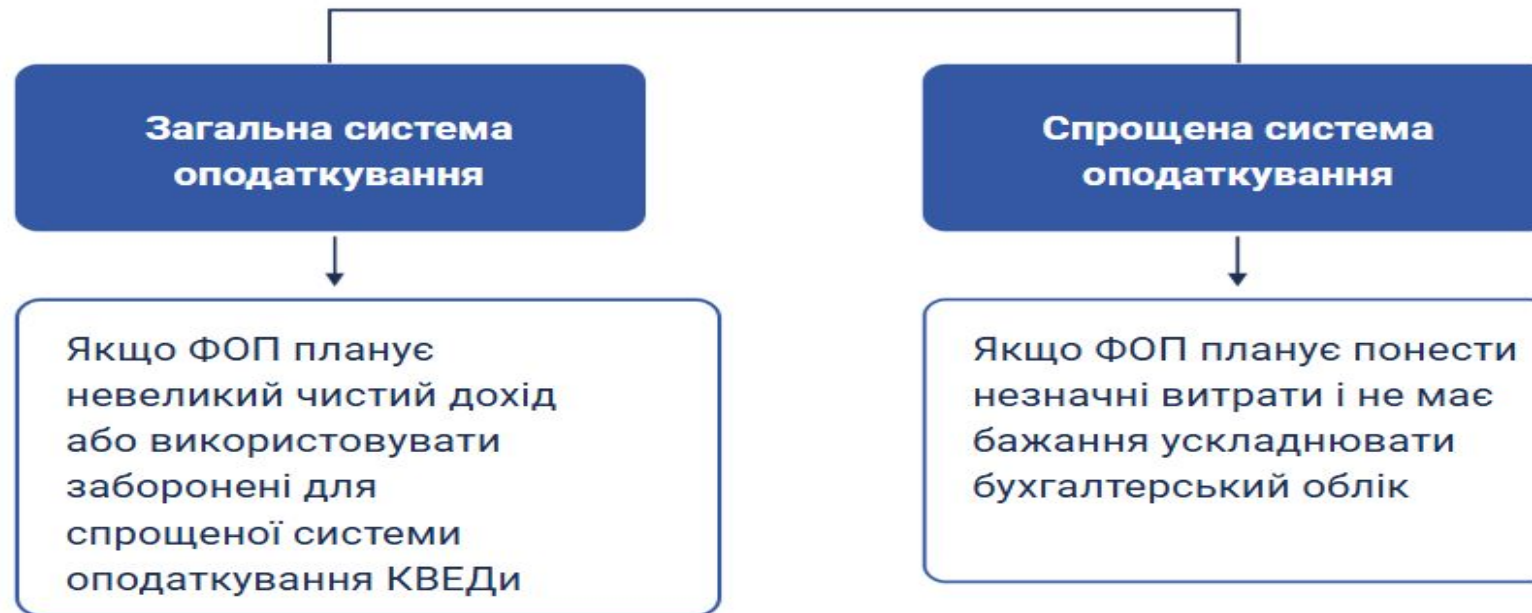 Загальна система
оподаткування
Спрощена система
оподаткування
Якщо ФОП планує
невеликий чистий дохід
або використовувати
заборонені для
спрощеної системи
оподаткування КВЕДи
Якщо ФОП планує понести
незначні витрати і не має
бажання ускладнювати
бухгалтерський облік